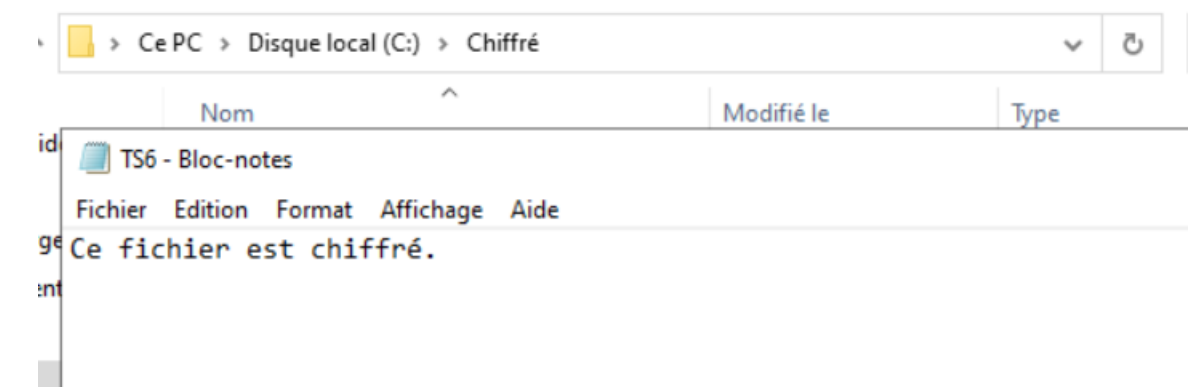 > Ce PC > Disque local (C:) > Chiffré
Nom Modifié le Type
TS6 - Bloc-notes
Fichier Edition Format Affichage Aide
Ce fichier est chiffré.